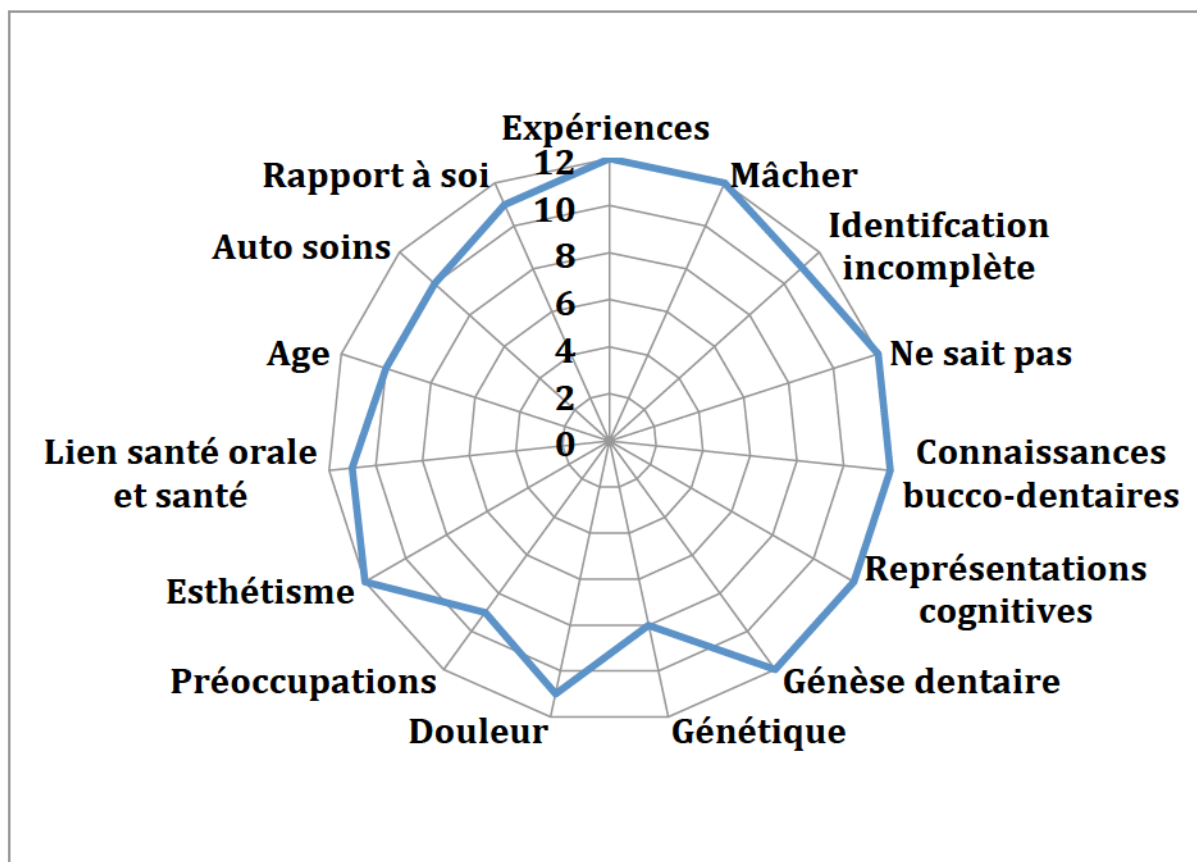 Expériences
Mâcher
Identifcation
incomplète
Ne sait pas
Connaissances
bucco-dentaires
Représentations
cognitives
Génèse dentaire
Génétique
Douleur
Préoccupations
Esthétisme
Lien santé orale
et santé
Age
Auto soins
Rapport à soi
12
10
8
6
4
2
0